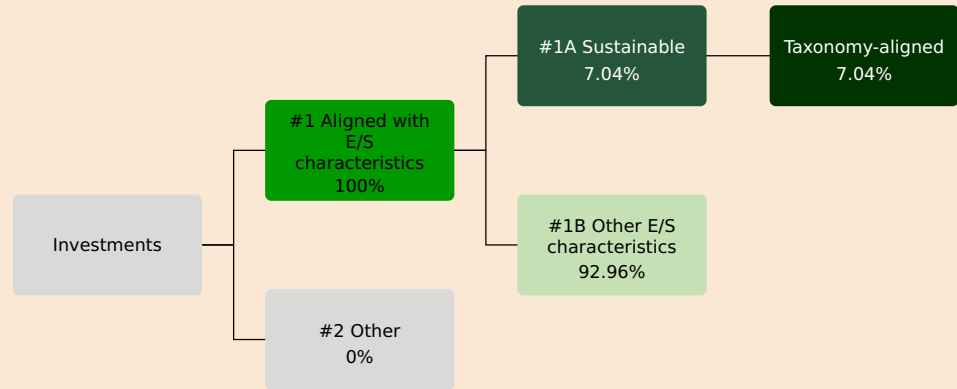 Investments
#1 Aligned with
E/S
characteristics
100%
#2 Other
0%
#1A Sustainable
7.04%
#1B Other E/S
characteristics
92.96%
Taxonomy-aligned
7.04%